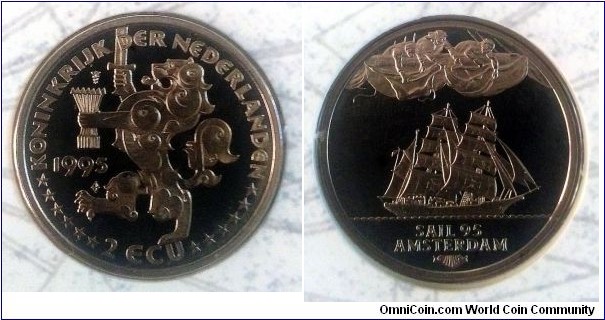 KONINKRIJK DER NEDERLANDEN
1995
2 ECU
SAIL 95
AMSTERDAM
OmniCoin.com World Coin Community